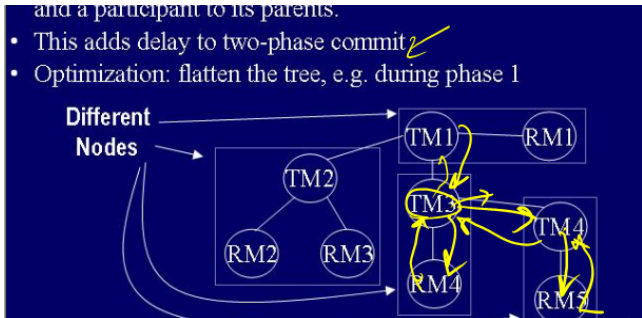 and a participant to its parents.
• This adds delay to two-phase commit
• Optimization: flatten the tree, e.g. during phase 1
Different
Nodes
TM1
RM1
TM2
TM3
TM4
RM2
RM3
RM4
RM5